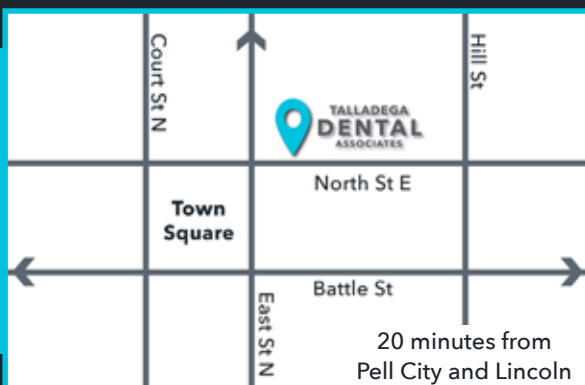 Court St N
Hill St
TALLADEGA
DENTAL
ASSOCIATES
North St E
Town
Square
Battle St
East St N
20 minutes from
Pell City and Lincoln